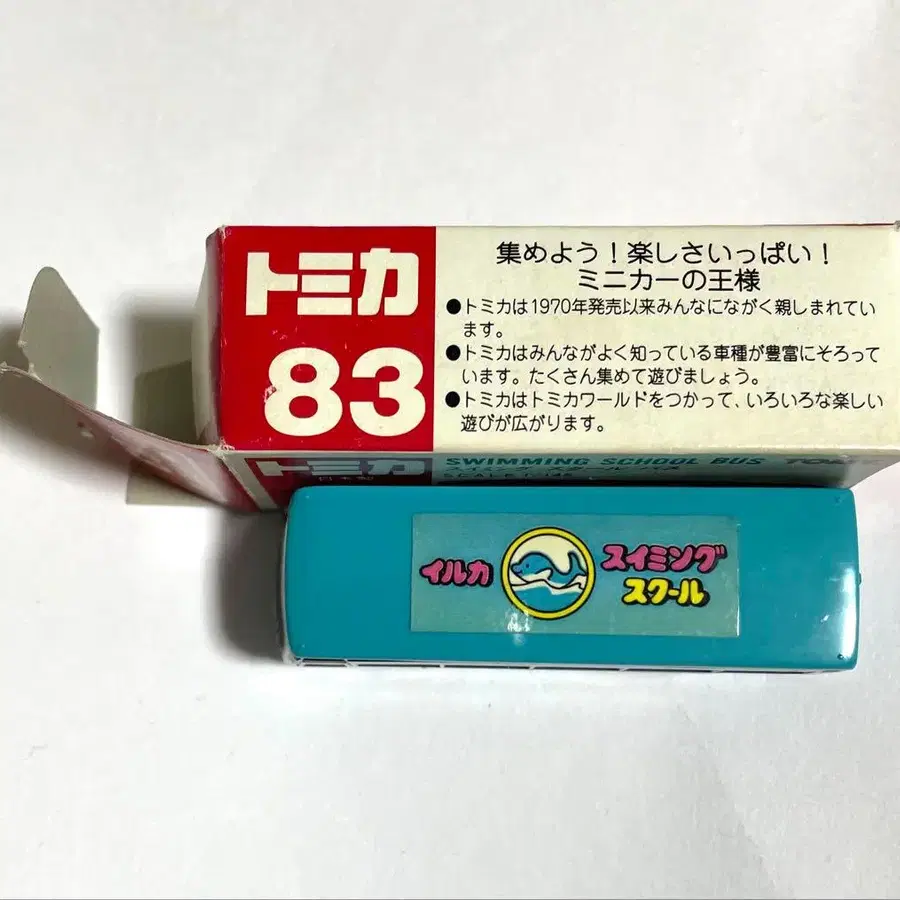 トミカ
83
集めよう！楽しさいっぱい！
ミニカーの王様
●トミカは1970年発売以来みんなにながく親しまれてい
ます。
●トミカはみんながよく知っている車種が豊富にそろって
います。たくさん集めて遊びましょう。
●トミカはトミカワールドをつかって、いろいろな楽しい
遊びが広がります。
トミカ
日本製
SWIMMING SCHOOL BUS
イルカ
スイミング
スクール